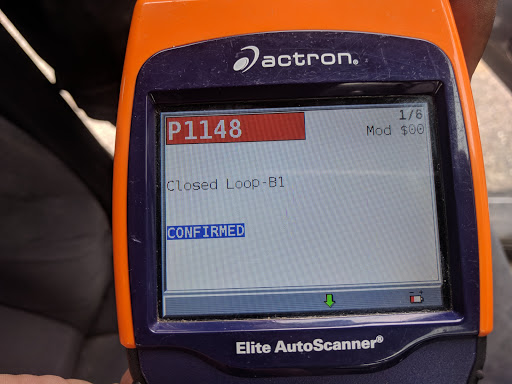 actron®
1/6
P1148
Mod $00
Closed Loop-B1
CONFIRMED
Elite AutoScanner®